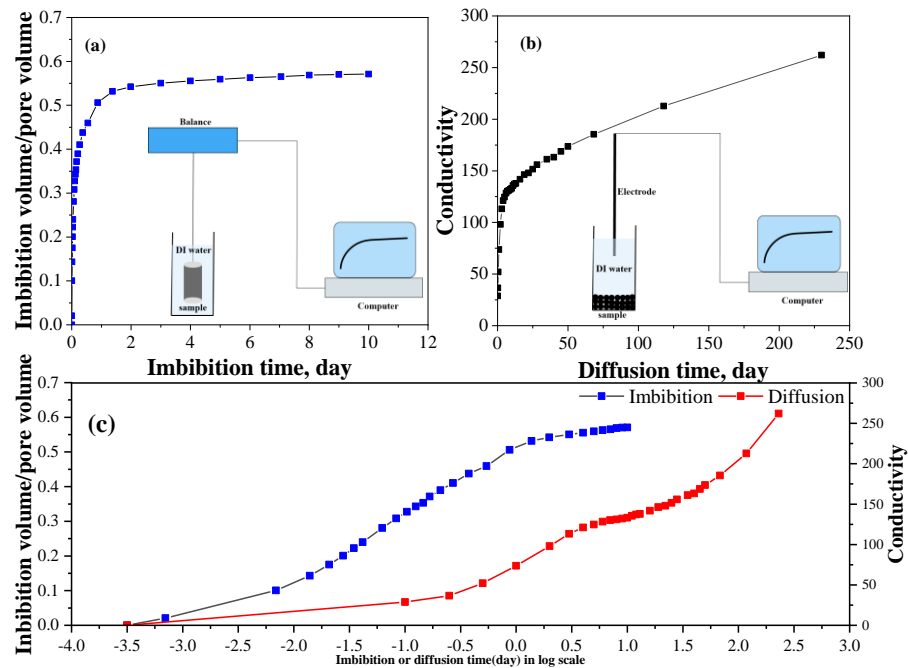 (a)
Imbibition volume/pore volume
0.7
0.6
0.5
0.4
0.3
0.2
0.1
0.0
0 2 4 6 8 10 12
Imbibition time, day
Balance
DI water
sample
Computer
(b)
Conductivity
300
250
200
150
100
50
0
0 50 100 150 200 250
Diffusion time, day
Electrode
DI water
sample
Computer
(c)
Imbibition Diffusion
Imbibition volume/pore volume
0.7
0.6
0.5
0.4
0.3
0.2
0.1
0.0
Conductivity
300
250
200
150
100
50
0
-4.0 -3.5 -3.0 -2.5 -2.0 -1.5 -1.0 -0.5 0.0 0.5 1.0 1.5 2.0 2.5 3.0
Imbibition or diffusion time(day) in log scale